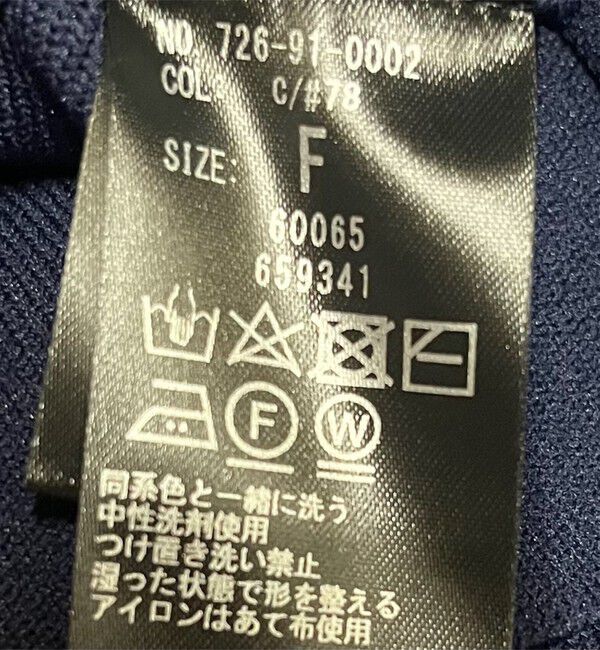 NO. 726-91-0002
COL C/#78
SIZE: F
60065
659341
F W
同系色と一緒に洗う
中性洗剤使用
つけ置き洗い禁止
湿った状態で形を整える
アイロンはあて布使用